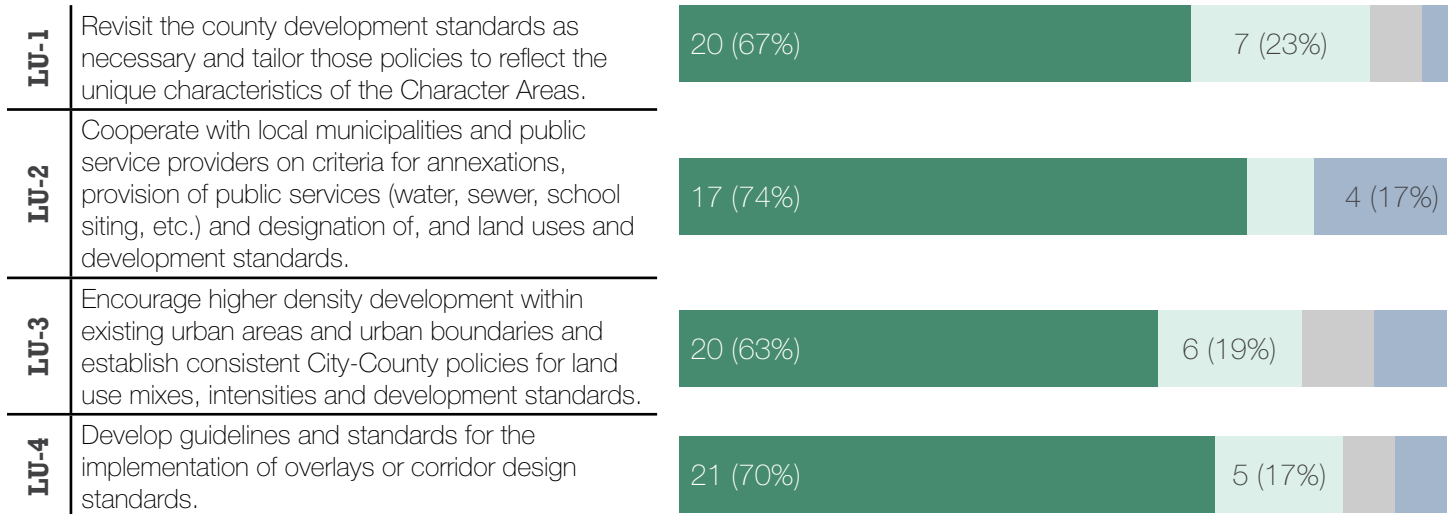 LU-1
Revisit the county development standards as
necessary and tailor those policies to reflect the
unique characteristics of the Character Areas.
20 (67%)
7 (23%)
LU-2
Cooperate with local municipalities and public
service providers on criteria for annexations,
provision of public services (water, sewer, school
siting, etc.) and designation of, and land uses and
development standards.
17 (74%)
4 (17%)
LU-3
Encourage higher density development within
existing urban areas and urban boundaries and
establish consistent City-County policies for land
use mixes, intensities and development standards.
20 (63%)
6 (19%)
LU-4
Develop guidelines and standards for the
implementation of overlays or corridor design
standards.
21 (70%)
5 (17%)